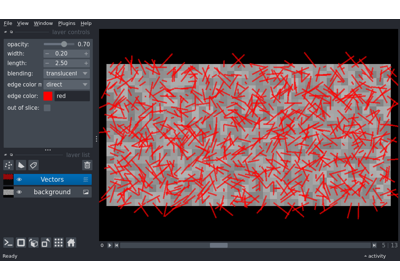 File View Window Plugins Help
layer controls
opacity: 0.70
width: 0.20
length: 2.50
blending: translucent
edge color m direct
edge color: red
out of slice:
layer list
Vectors
background
0 5 13
Ready activity